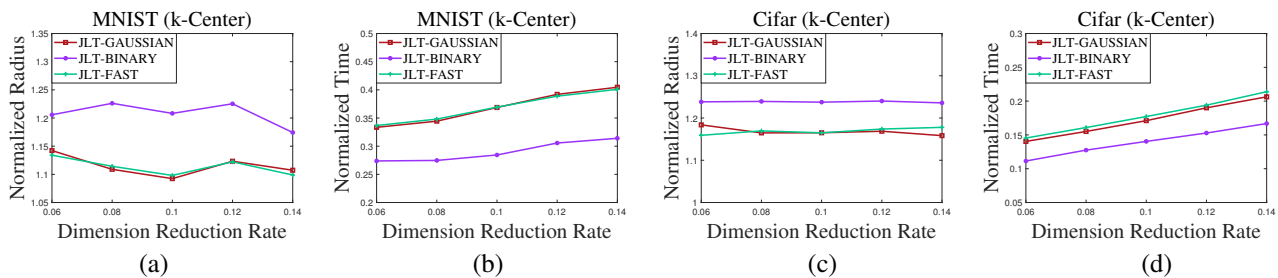 MNIST (k-Center)
1.35
1.3
1.25
1.2
1.15
1.1
1.05
Normalized Radius
JLT-GAUSSIAN
JLT-BINARY
JLT-FAST
0.06 0.08 0.1 0.12 0.14
Dimension Reduction Rate
(a)
MNIST (k-Center)
0.5
0.45
0.4
0.35
0.3
0.25
0.2
Normalized Time
JLT-GAUSSIAN
JLT-BINARY
JLT-FAST
0.06 0.08 0.1 0.12 0.14
Dimension Reduction Rate
(b)
Cifar (k-Center)
1.4
1.3
1.2
1.1
1
Normalized Radius
JLT-GAUSSIAN
JLT-BINARY
JLT-FAST
0.06 0.08 0.1 0.12 0.14
Dimension Reduction Rate
(c)
Cifar (k-Center)
0.3
0.25
0.2
0.15
0.1
0.05
Normalized Time
JLT-GAUSSIAN
JLT-BINARY
JLT-FAST
0.06 0.08 0.1 0.12 0.14
Dimension Reduction Rate
(d)